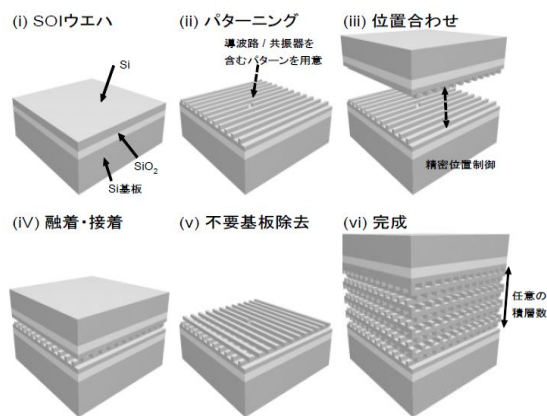 (i) SOIウエハ
Si
SiO2
Si基板
(ii) パターニング
導波路 / 共振器を
含むパターンを用意
(iii) 位置合わせ
精密位置制御
(iV) 融着・接着
(v) 不要基板除去
(vi) 完成
任意の
積層数